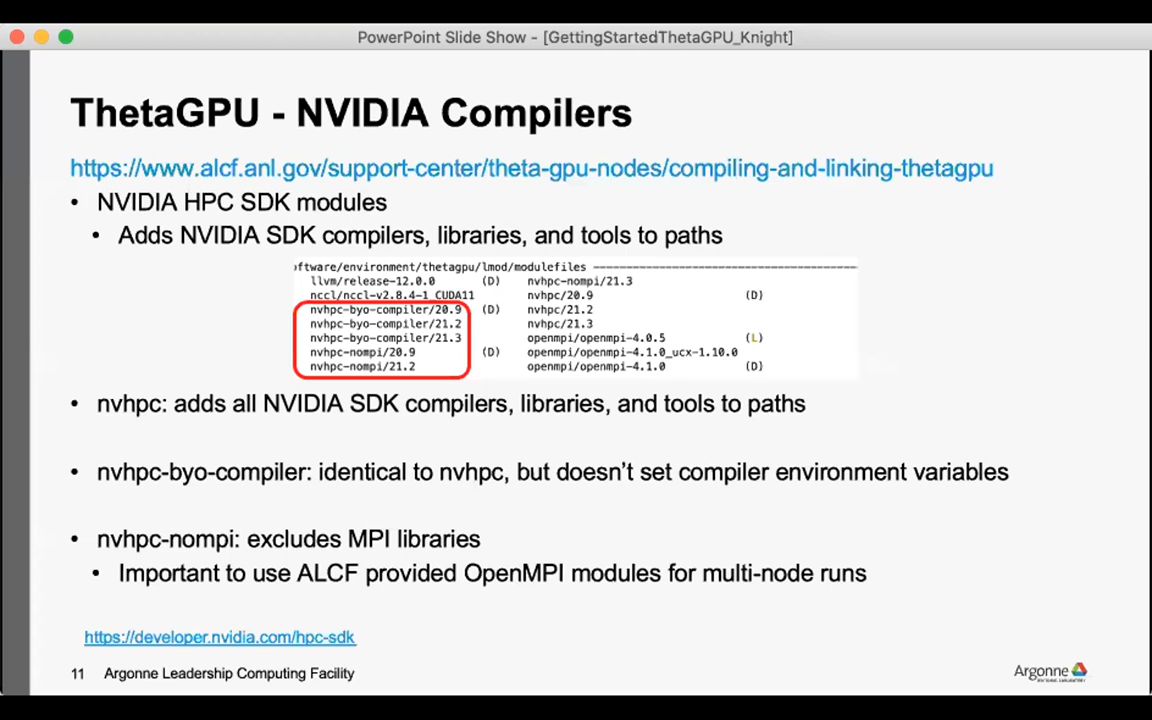 PowerPoint Slide Show - [GettingStartedThetaGPU_Knight]
ThetaGPU - NVIDIA Compilers
https://www.alcf.anl.gov/support-center/theta-gpu-nodes/compiling-and-linking-thetagpu
• NVIDIA HPC SDK modules
• Adds NVIDIA SDK compilers, libraries, and tools to paths
oftware/environment/thetagpu/lmod/modulefiles
llvm/release-12.0.0 (D) nvhpc-nompi/21.3
nccl/nccl-v2.8.4-1_CUDA11 nvhpc/20.9 (D)
nvhpc-byo-compiler/20.9 (D) nvhpc/21.2
nvhpc-byo-compiler/21.2 nvhpc/21.3
nvhpc-byo-compiler/21.3 openmpi/openmpi-4.0.5 (L)
nvhpc-nompi/20.9 (D) openmpi/openmpi-4.1.0_ucx-1.10.0
nvhpc-nompi/21.2 openmpi/openmpi-4.1.0 (D)
• nvhpc: adds all NVIDIA SDK compilers, libraries, and tools to paths
• nvhpc-byo-compiler: identical to nvhpc, but doesn't set compiler environment variables
• nvhpc-nompi: excludes MPI libraries
• Important to use ALCF provided OpenMPI modules for multi-node runs
https://developer.nvidia.com/hpc-sdk
11 Argonne Leadership Computing Facility
Argonne